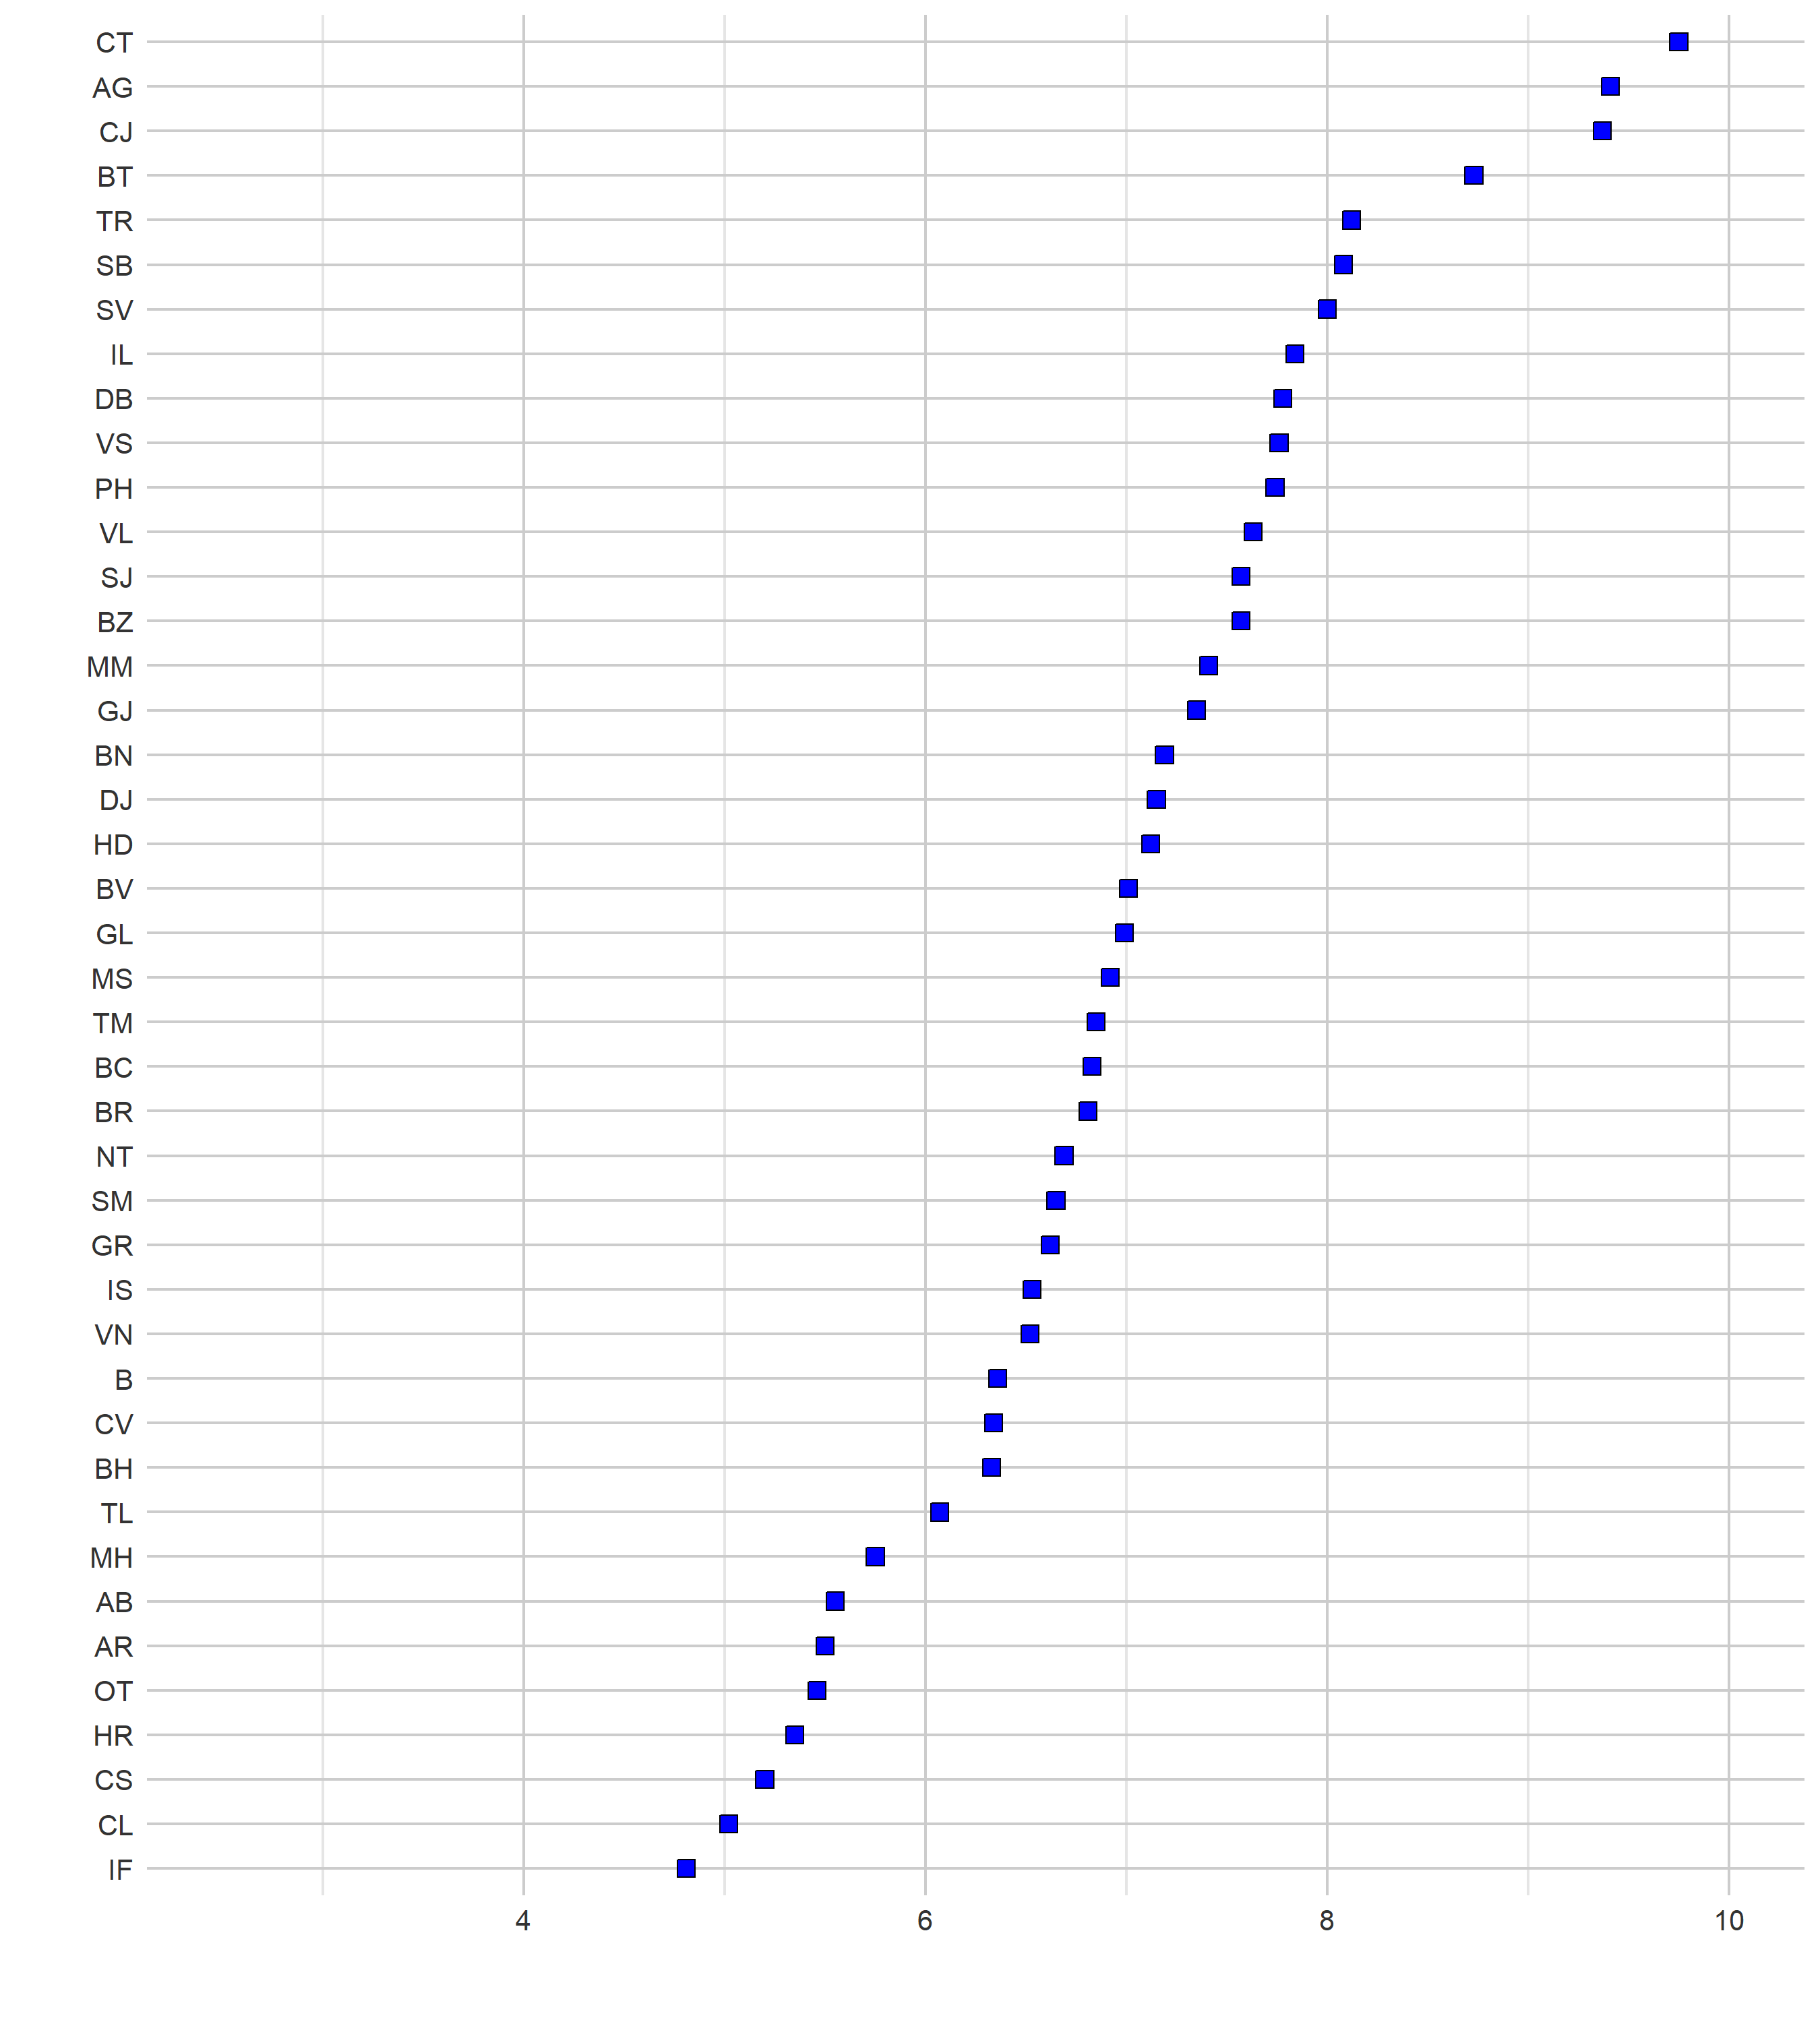 CT
AG
CJ
BT
TR
SB
SV
IL
DB
VS
PH
VL
SJ
BZ
MM
GJ
BN
DJ
HD
BV
GL
MS
TM
BC
BR
NT
SM
GR
IS
VN
B
CV
BH
TL
MH
AB
AR
OT
HR
CS
CL
IF
4 6 8 10